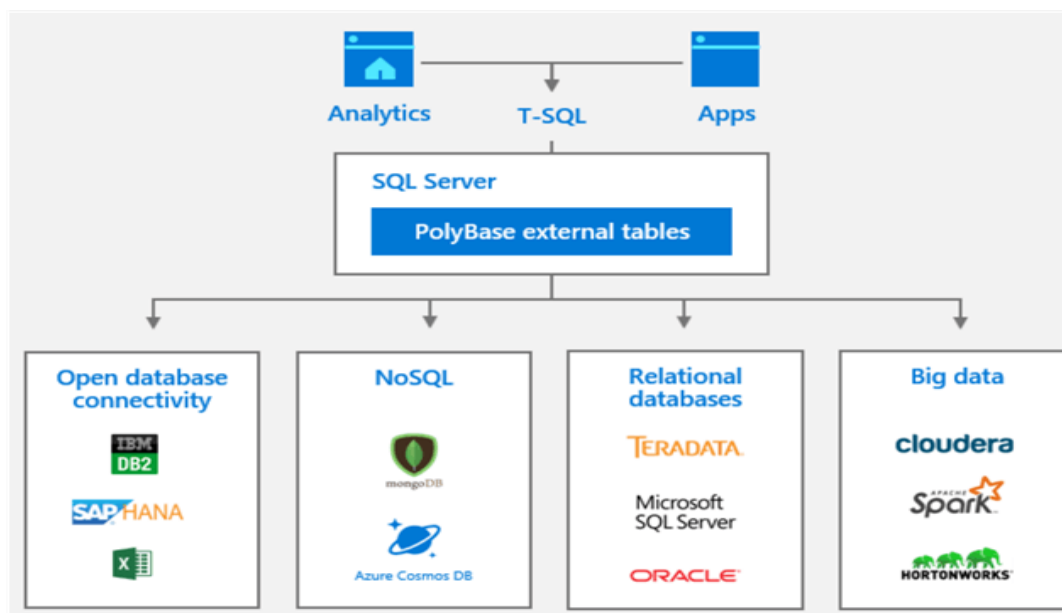 Analytics
T-SQL
Apps
SQL Server
PolyBase external tables
Open database
connectivity
IBM
DB2
SAP HANA
X
NoSQL
mongoDB
Azure Cosmos DB
Relational
databases
TERADATA
Microsoft
SQL Server
ORACLE
Big data
cloudera
APACHE
Spark
HORTONWORKS